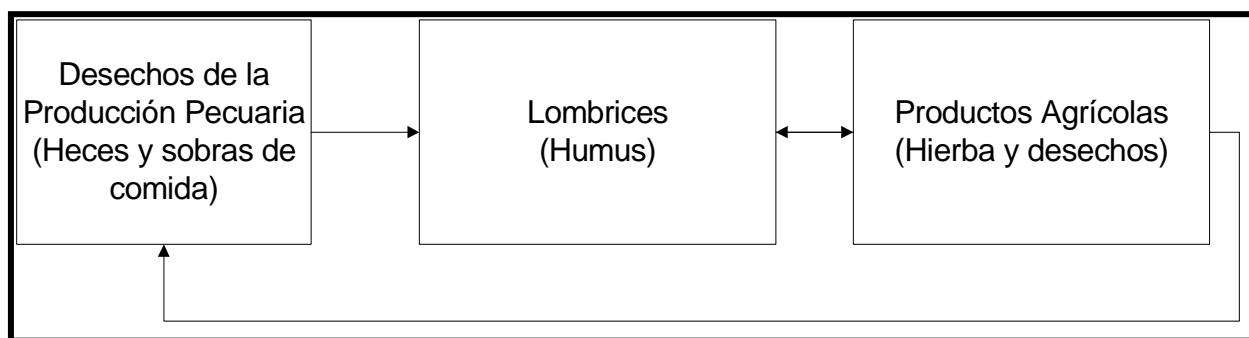 Desechos de la
Producción Pecuaria
(Heces y sobras de
comida)
Lombrices
(Humus)
Productos Agrícolas
(Hierba y desechos)